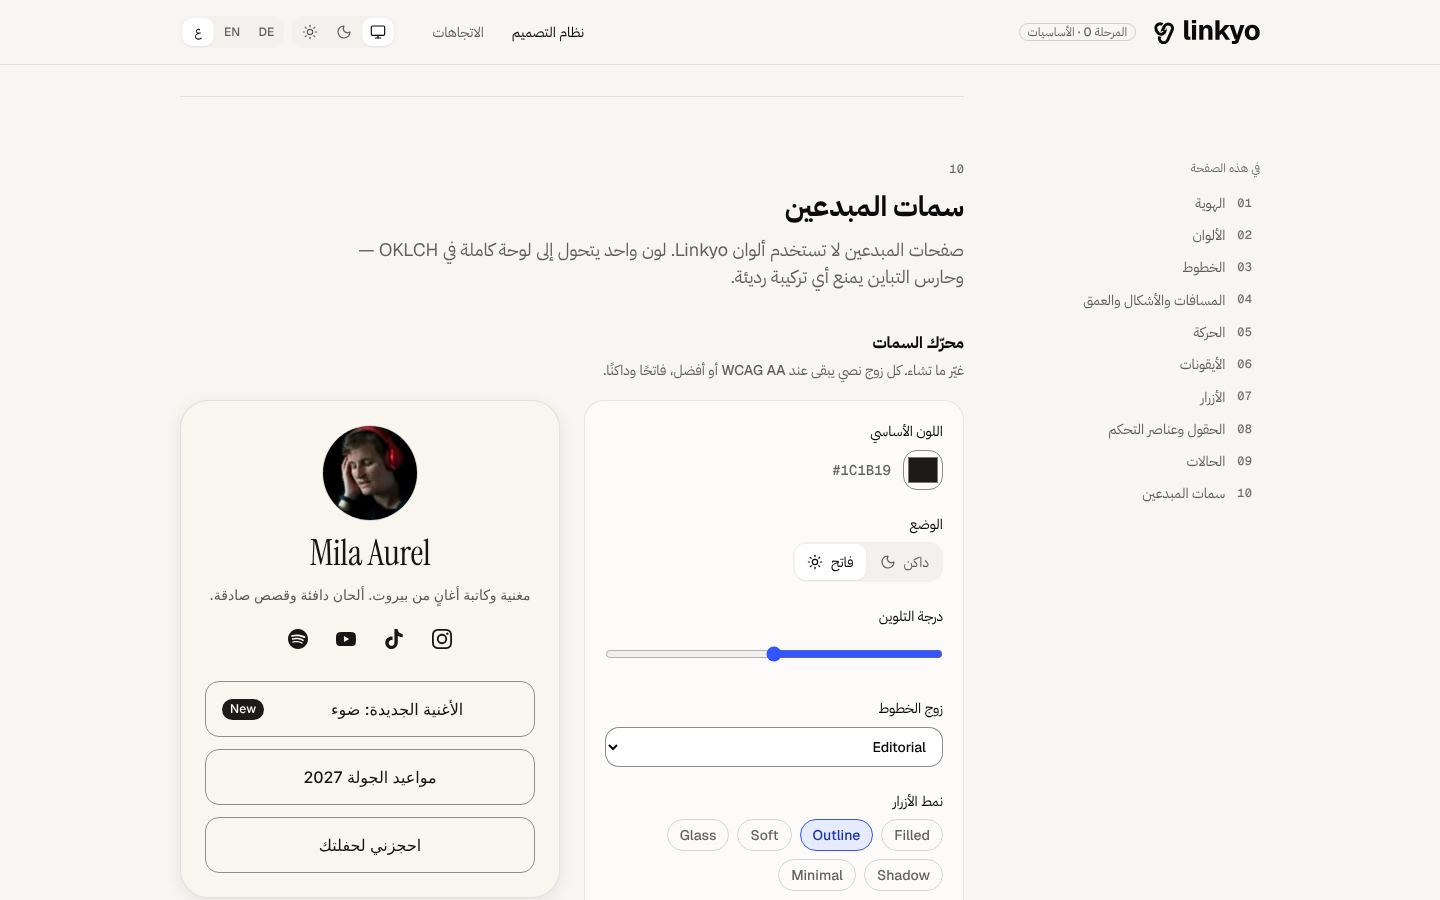 linkyo
المرحلة 0 · الأساسيات
نظام التصميم
الاتجاهات
DE
EN
ع
في هذه الصفحة
01 الهوية
02 الألوان
03 الخطوط
04 المسافات والأشكال والعمق
05 الحركة
06 الأيقونات
07 الأزرار
08 الحقول وعناصر التحكم
09 الحالات
10 سمات المبدعين
10
سمات المبدعين
صفحات المبدعين لا تستخدم ألوان Linkyo. لون واحد يتحول إلى لوحة كاملة في OKLCH —
وحارس التباين يمنع أي تركيبة رديئة.
محرّك السمات
غيّر ما تشاء. كل زوج نصي يبقى عند WCAG AA أو أفضل، فاتحًا وداكنًا.
اللون الأساسي
#1C1B19
الوضع
داكن
فاتح
درجة التلوين
زوج الخطوط
Editorial
نمط الأزرار
Filled
Outline
Soft
Glass
Shadow
Minimal
Mila Aurel
مغنية وكاتبة أغانٍ من بيروت. ألحان دافئة وقصص صادقة.
الأغنية الجديدة: ضوء
New
مواعيد الجولة 2027
احجزني لحفلتك